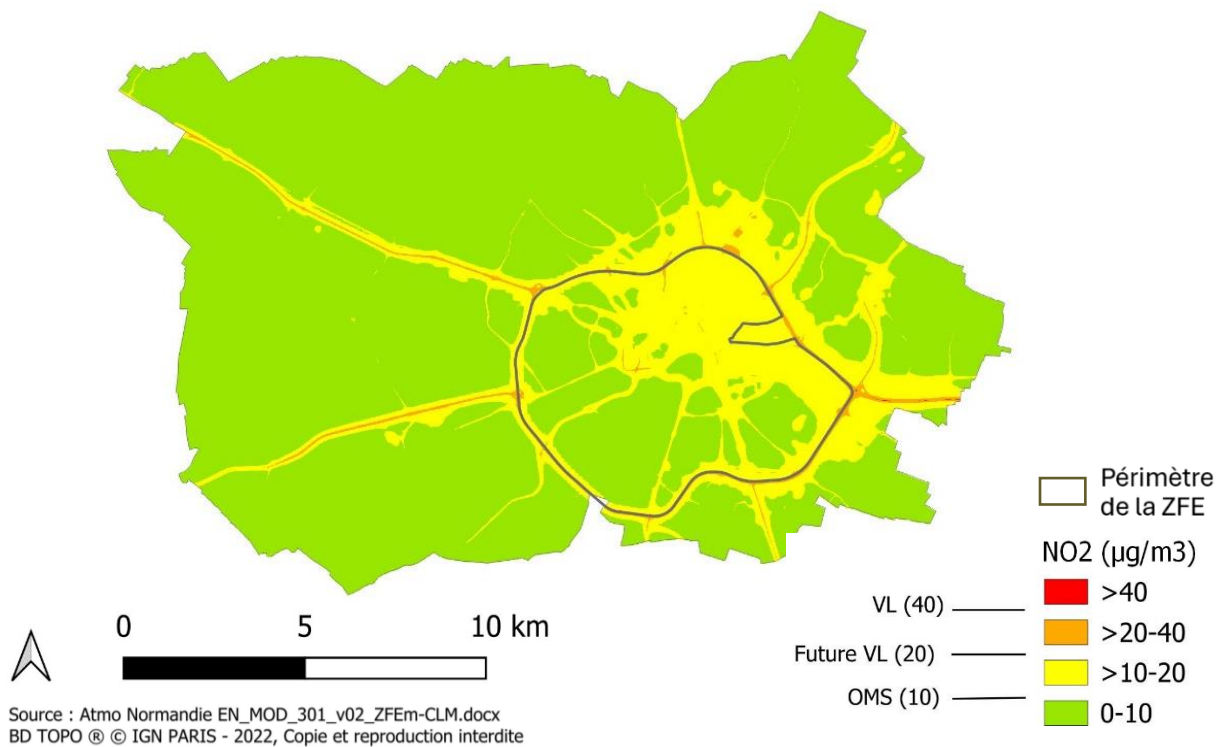 Périmètre
de la ZFE
NO2 (µg/m3)
>40
VL (40)
>20-40
Future VL (20)
>10-20
OMS (10)
0-10
0 5 10 km
Source : Atmo Normandie EN_MOD_301_v02_ZFEm-CLM.docx
BD TOPO ® © IGN PARIS - 2022, Copie et reproduction interdite